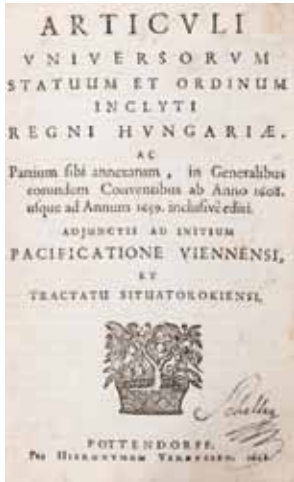 ARTICVLI
VNIVERSORVM
STATUUM ET ORDINUM
INCLYTI
REGNI HVNGARIÆ,
AC
Partium sibi annexarum, in Generalibus
eorundem Conventibus ab Anno 1608.
usque ad Annum 1659. inclusivè editi.
ADJUNCTIS AD INITIUM
PACIFICATIONE VIENNENSI,
ET
TRACTATU SITUATOROKIENSI.
POTTENDORFF,
Per HIERONYMUM VERDUSSEN,